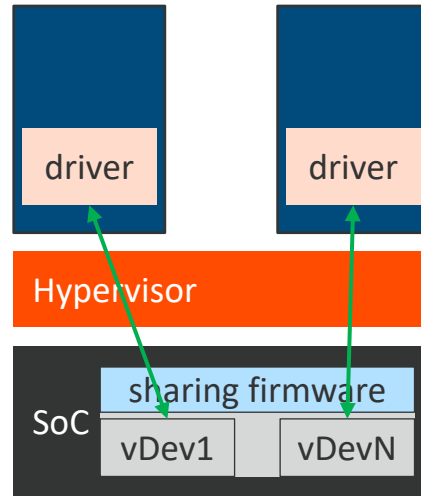 driver
driver
Hypervisor
sharing firmware
SoC
vDev1
vDevN